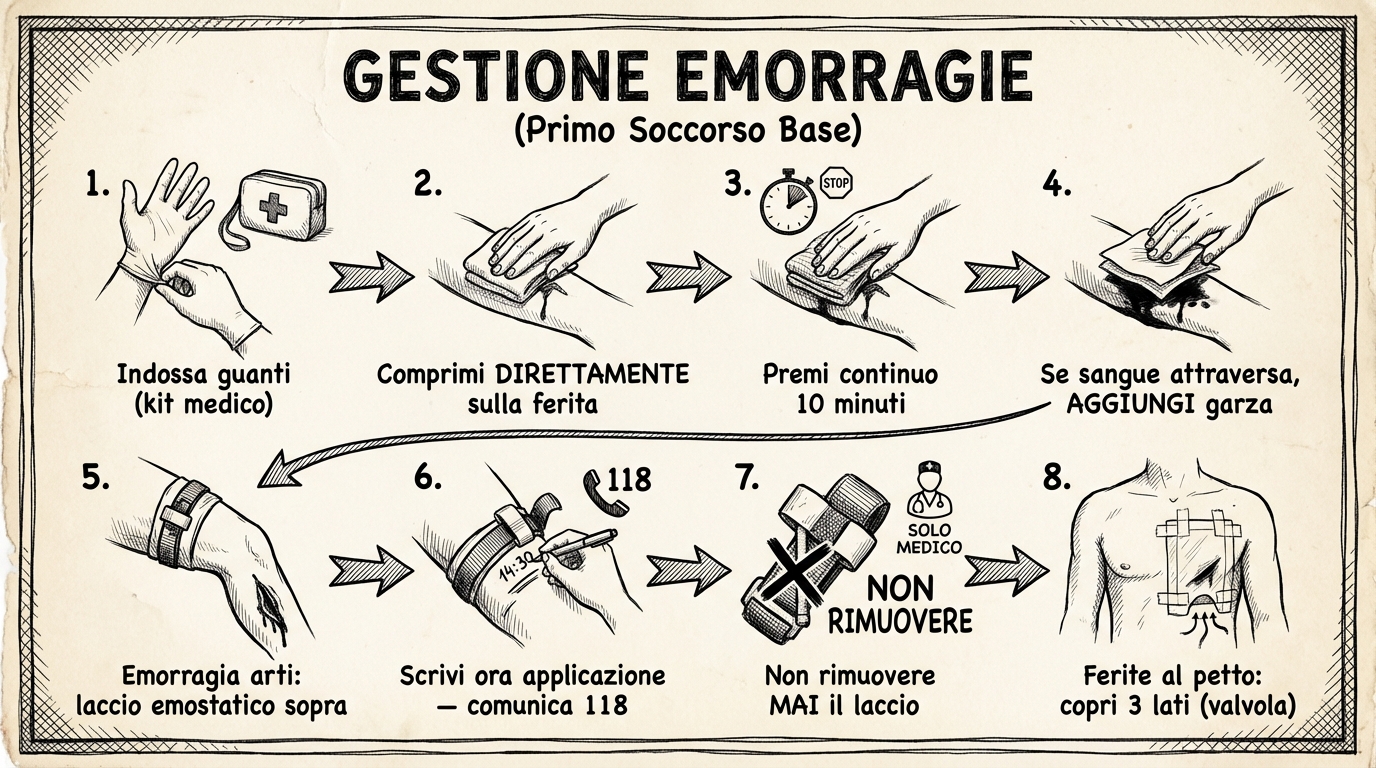 GESTIONE EMORRAGIE
(Primo Soccorso Base)
1.
Indossa guanti
(kit medico)
2.
Comprimi DIRETTAMENTE
sulla ferita
3.
STOP
Premi continuo
10 minuti
4.
Se sangue attraversa,
AGGIUNGI garza
5.
Emorragia arti:
laccio emostatico sopra
6.
118
14:30
Scrivi ora applicazione
— comunica 118
7.
SOLO
MEDICO
NON
RIMUOVERE
Non rimuovere
MAI il laccio
8.
Ferite al petto:
copri 3 lati (valvola)